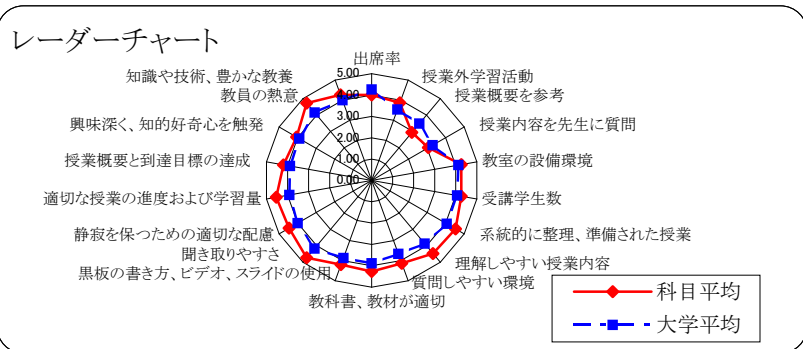 レーダーチャート
出席率
授業外学習活動
授業概要を参考
授業内容を先生に質問
教室の設備環境
受講学生数
系統的に整理、準備された授業
理解しやすい授業内容
質問しやすい環境
教科書、教材が適切
黒板の書き方、ビデオ、スライドの使用
聞き取りやすさ
静寂を保つための適切な配慮
適切な授業の進度および学習量
授業概要と到達目標の達成
興味深く、知的好奇心を触発
教員の熱意
知識や技術、豊かな教養
5.00
4.00
3.00
2.00
1.00
0.00
科目平均
大学平均